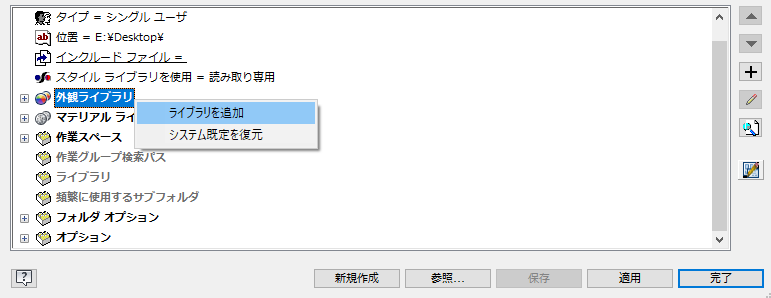 タイプ = シングル ユーザ
位置 = E:¥Desktop¥
インクルード ファイル =
スタイル ライブラリを使用 = 読み取り専用
外観ライブラリ
マテリアル ライ
ライブラリを追加
システム既定を復元
作業スペース
作業グループ検索パス
ライブラリ
頻繁に使用するサブフォルダ
フォルダ オプション
オプション
新規作成 参照... 保存 適用 完了